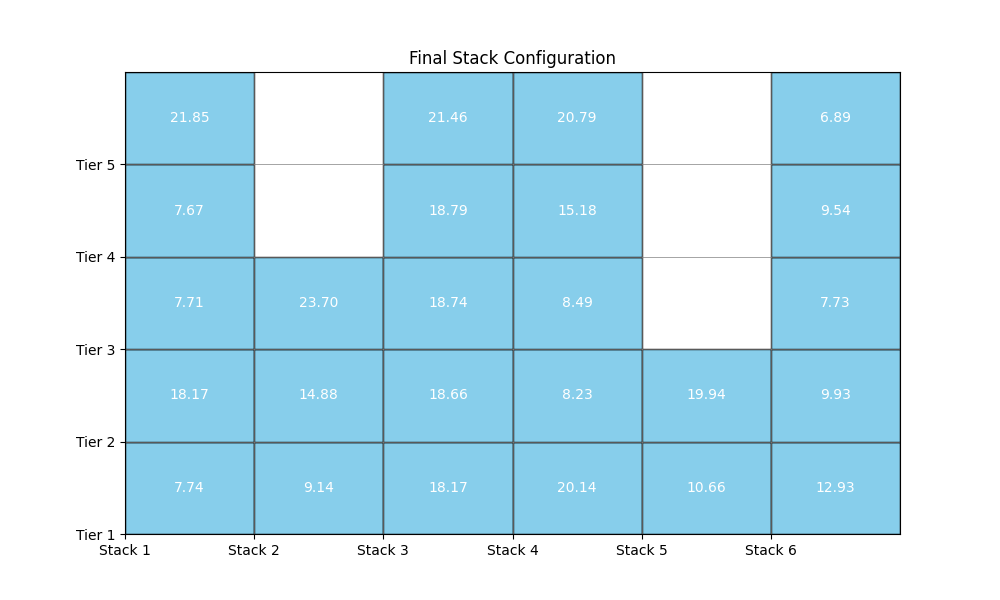 Final Stack Configuration
21.85 21.46 20.79 6.89
Tier 5
7.67 18.79 15.18 9.54
Tier 4
7.71 23.70 18.74 8.49 7.73
Tier 3
18.17 14.88 18.66 8.23 19.94 9.93
Tier 2
7.74 9.14 18.17 20.14 10.66 12.93
Tier 1
Stack 1 Stack 2 Stack 3 Stack 4 Stack 5 Stack 6